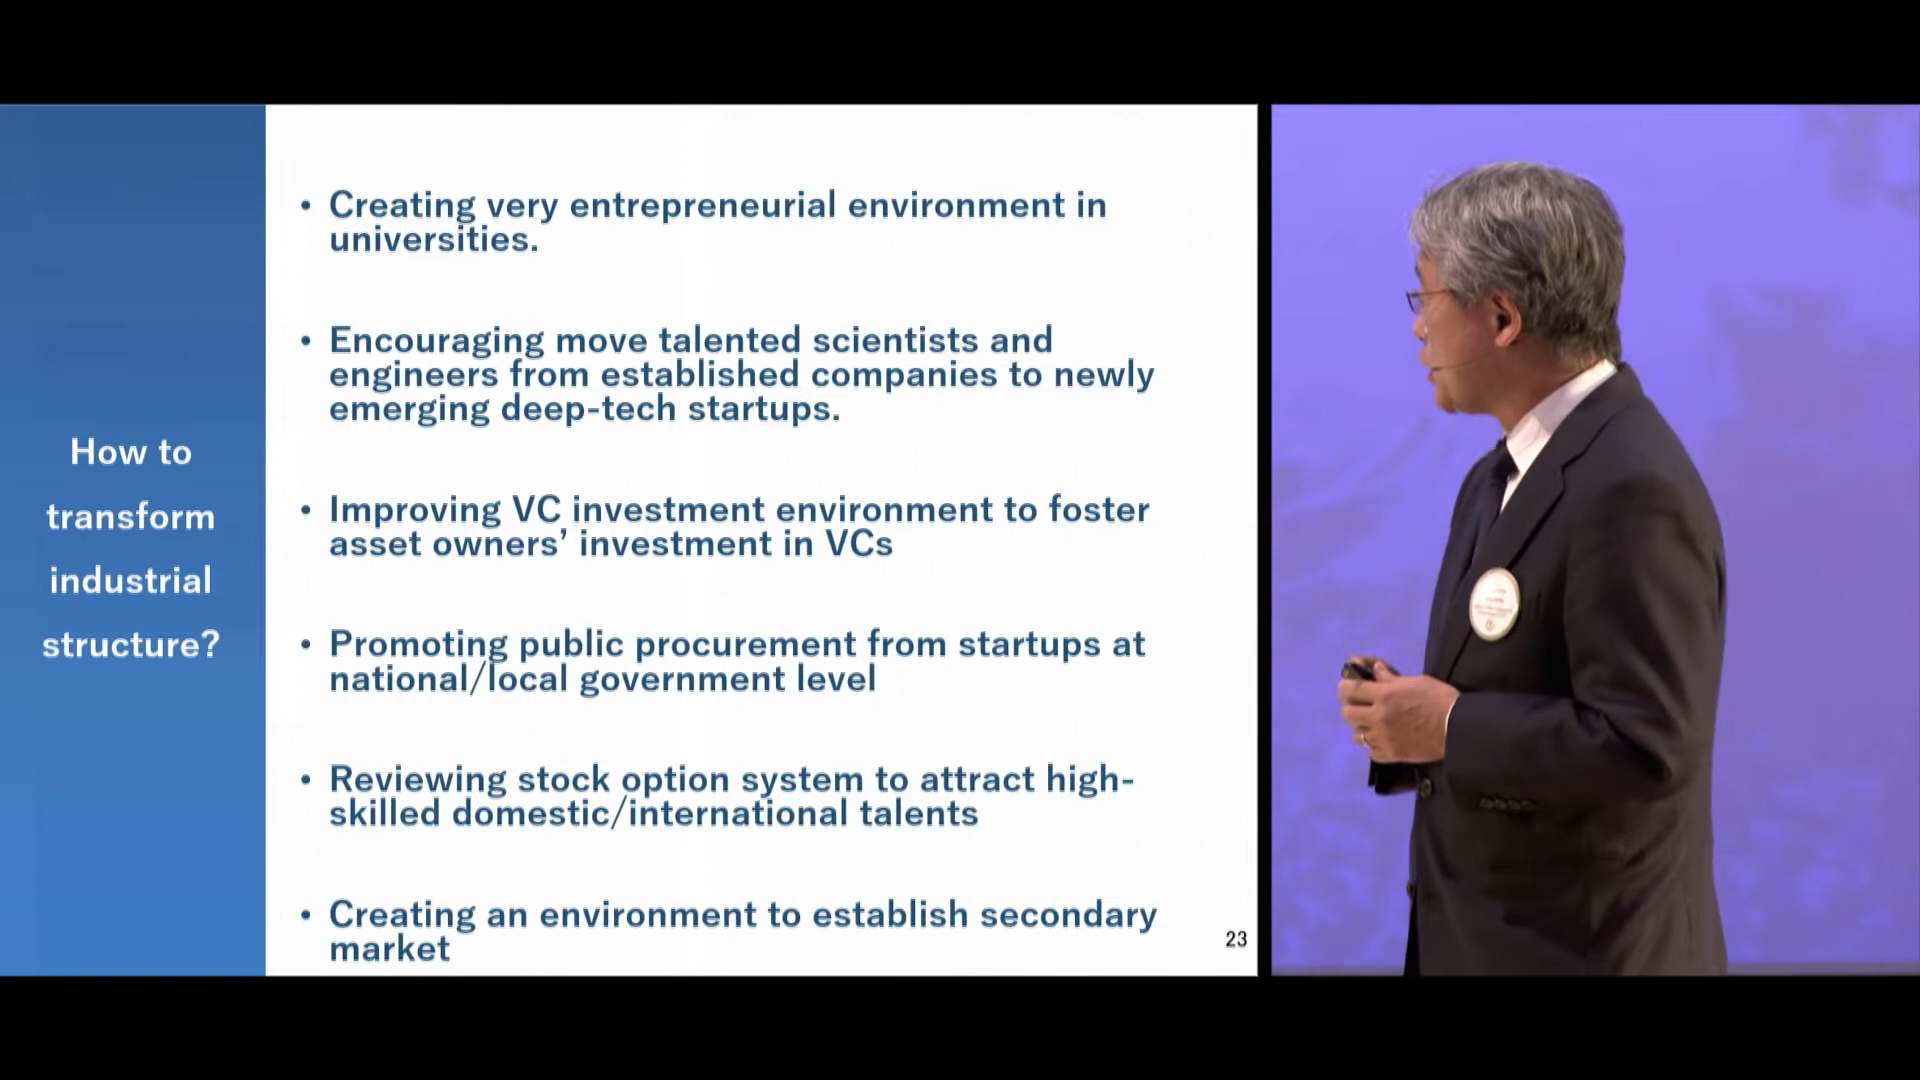 How to
transform
industrial
structure?
• Creating very entrepreneurial environment in
universities.
• Encouraging move talented scientists and
engineers from established companies to newly
emerging deep-tech startups.
• Improving VC investment environment to foster
asset owners’ investment in VCs
• Promoting public procurement from startups at
national/local government level
• Reviewing stock option system to attract high-
skilled domestic/international talents
• Creating an environment to establish secondary
market
23